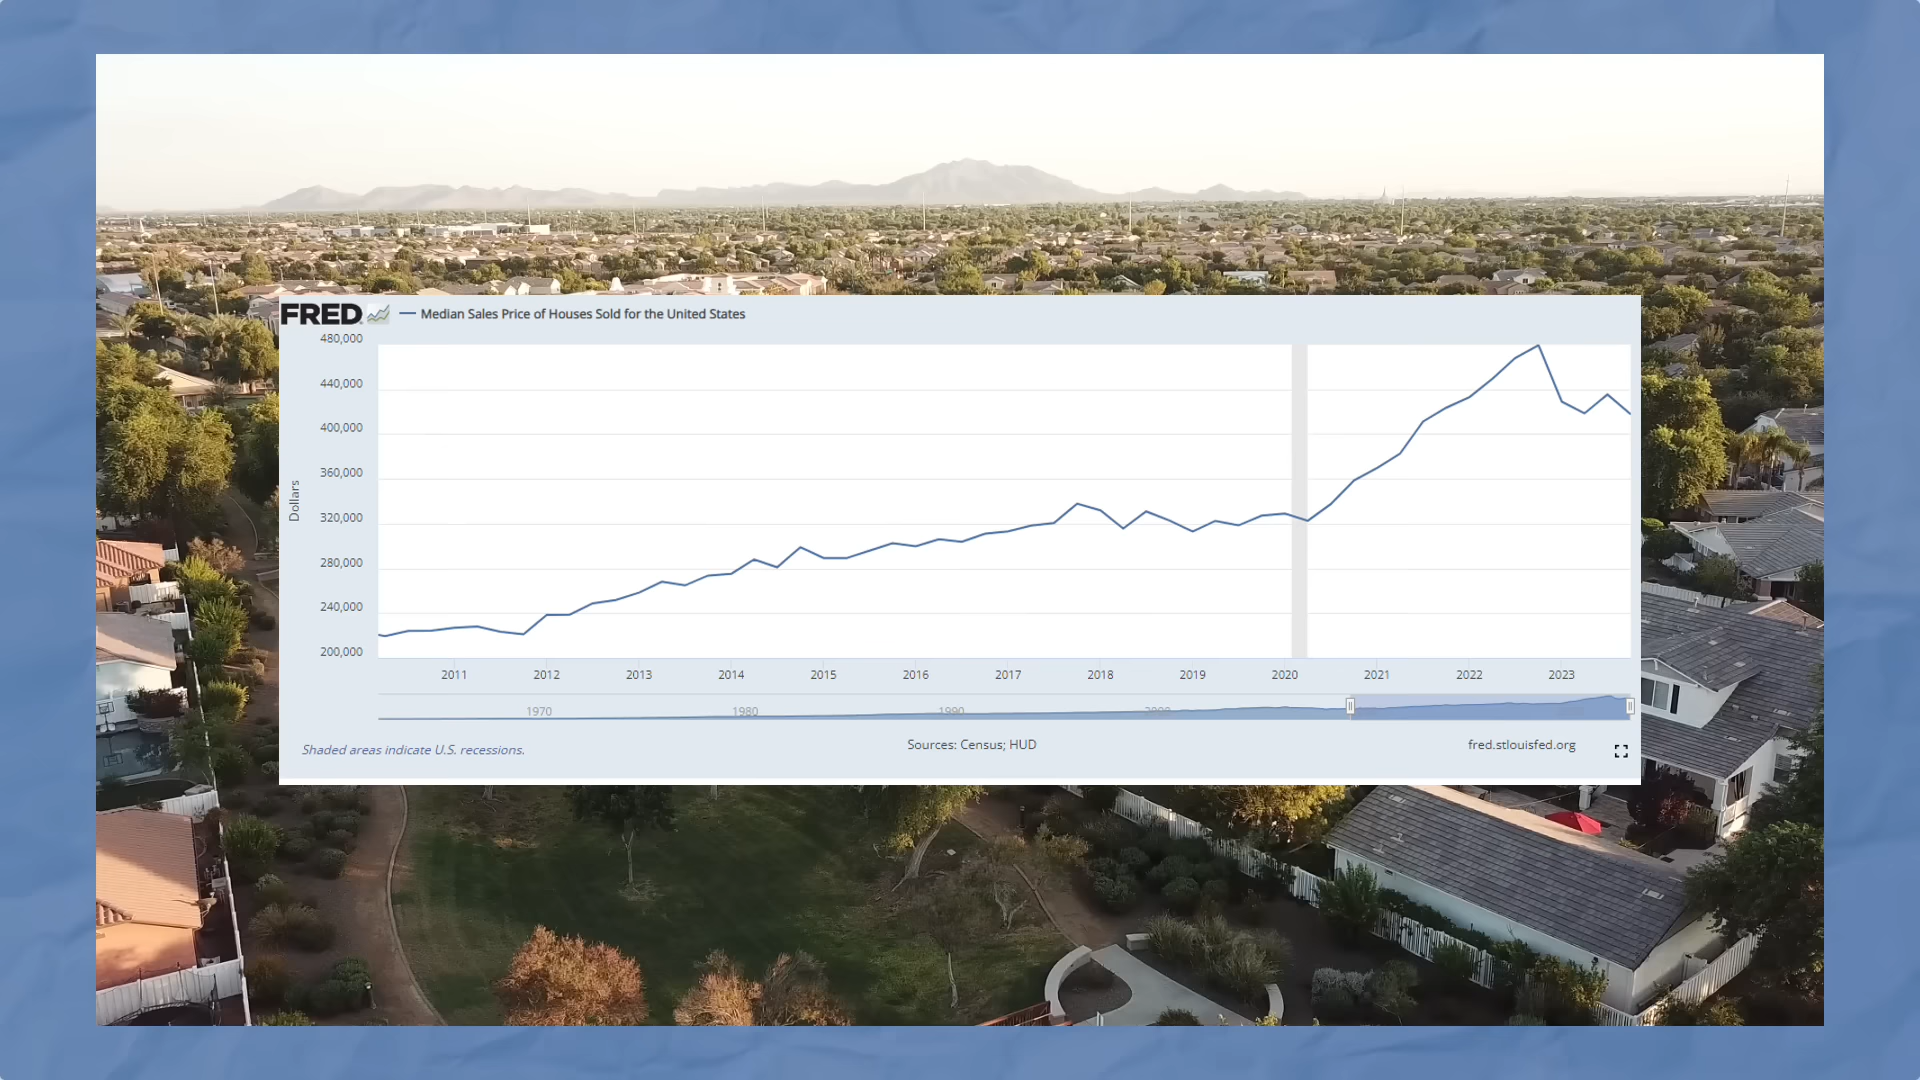 FRED
Median Sales Price of Houses Sold for the United States
480,000
440,000
400,000
360,000
320,000
280,000
240,000
200,000
Dollars
2011 2012 2013 2014 2015 2016 2017 2018 2019 2020 2021 2022 2023
1970 1980 1990 2000
Shaded areas indicate U.S. recessions.
Sources: Census; HUD
fred.stlouisfed.org